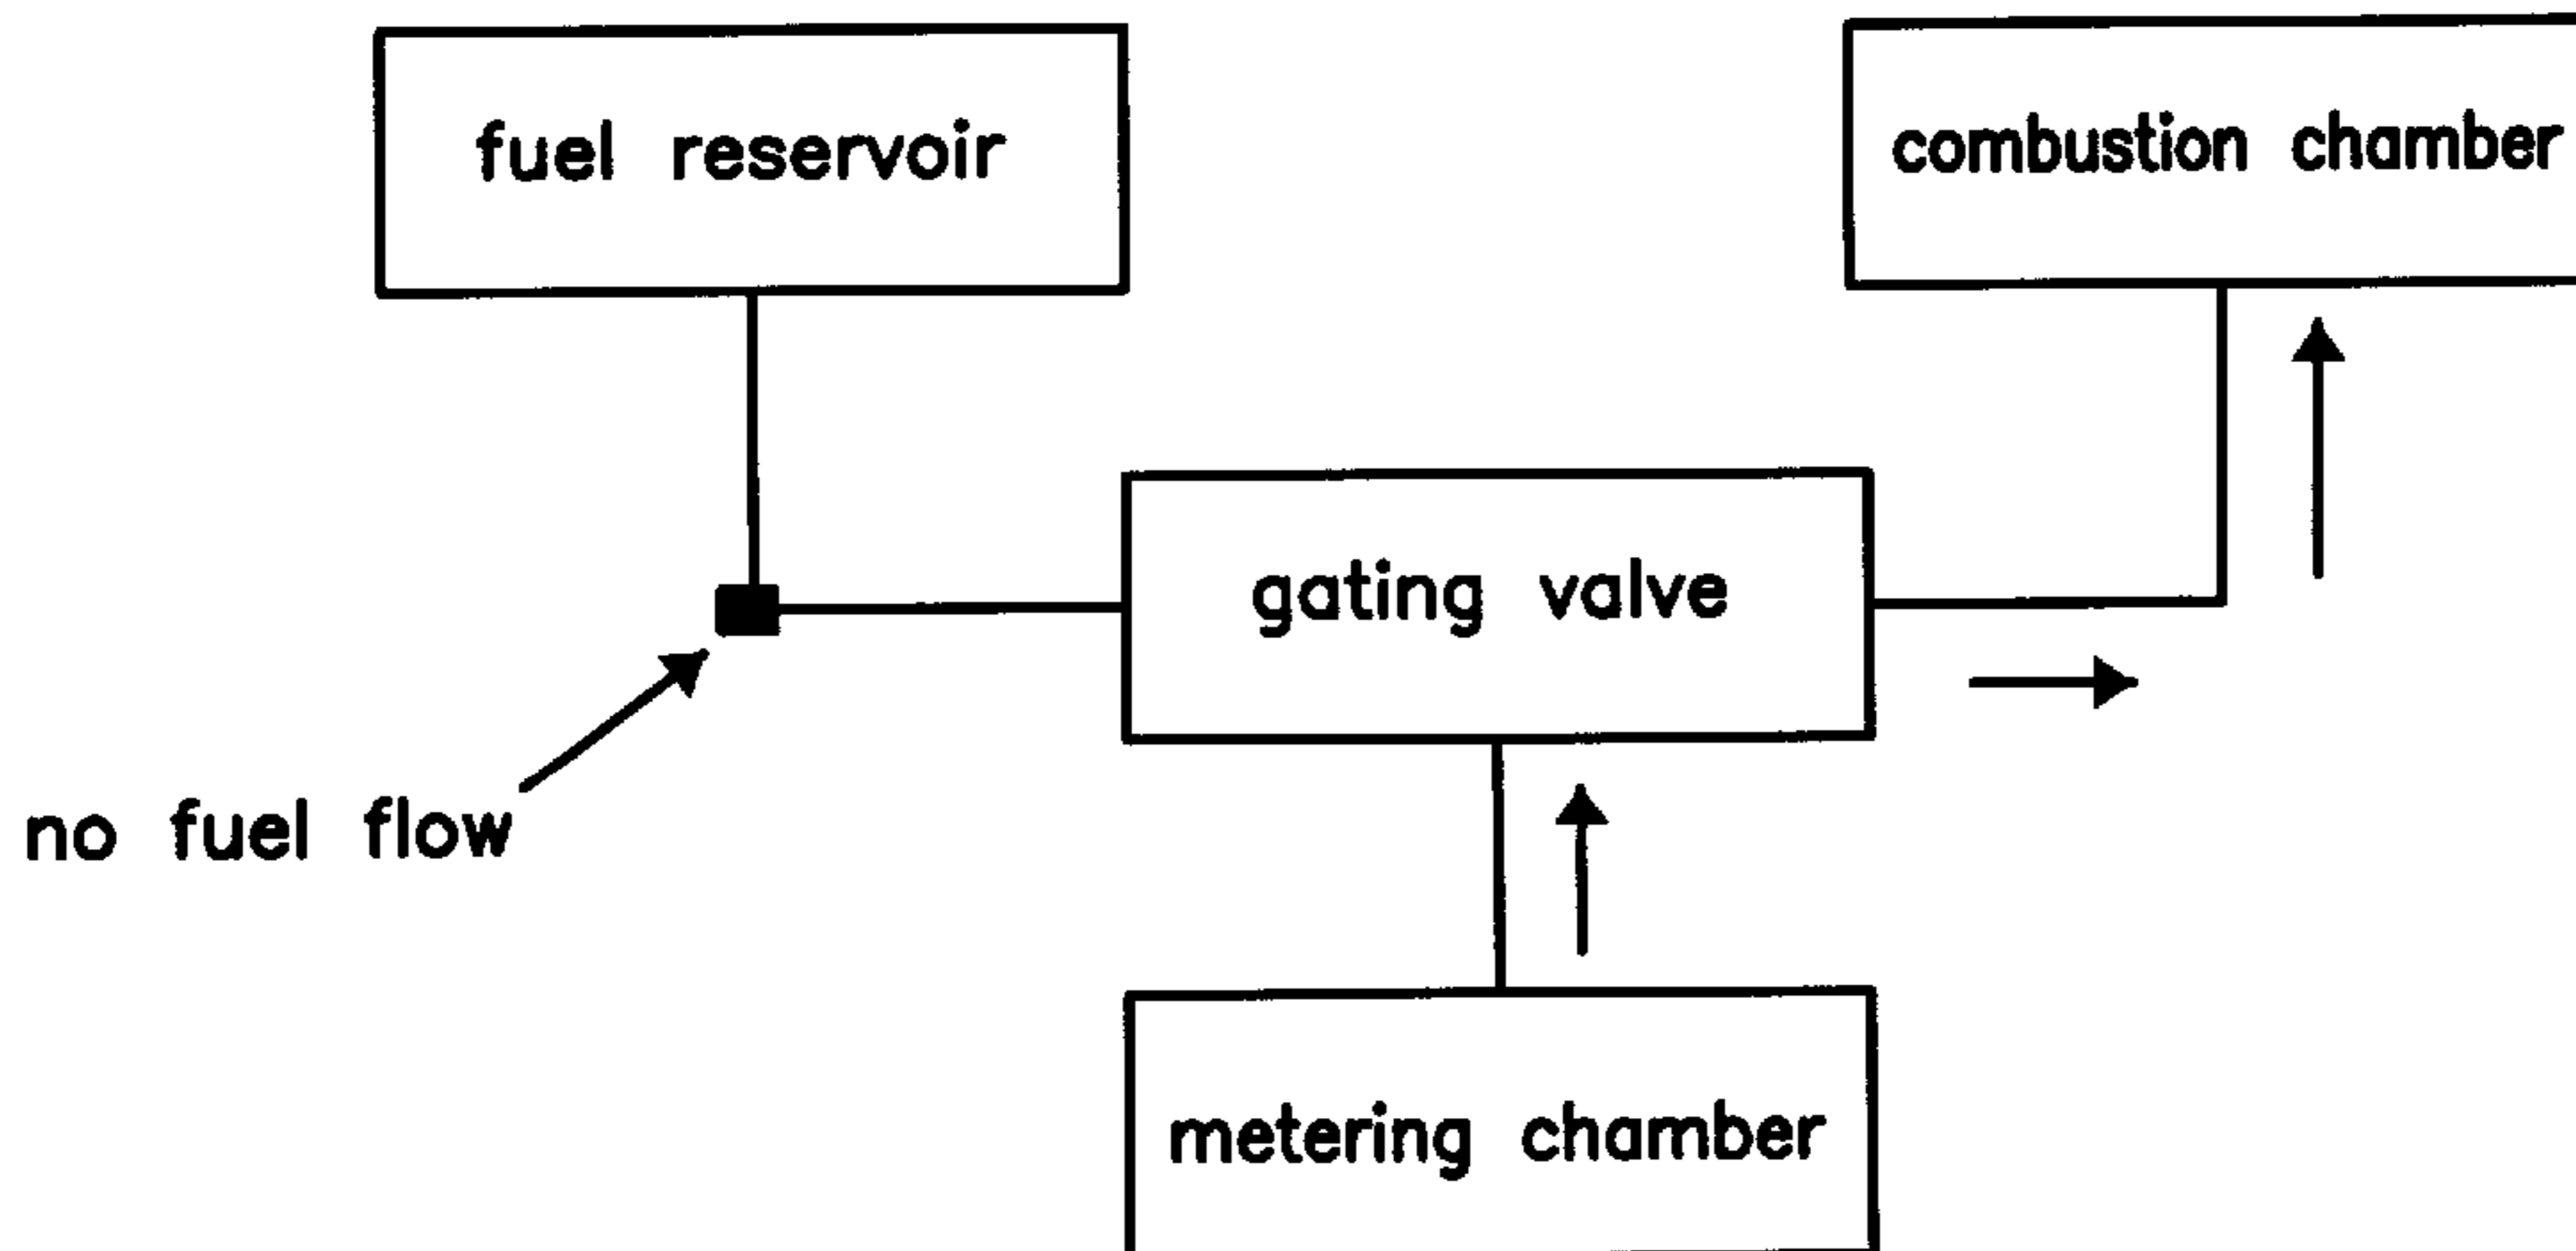 fuel reservoir
combustion chamber
gating valve
no fuel flow
metering chamber